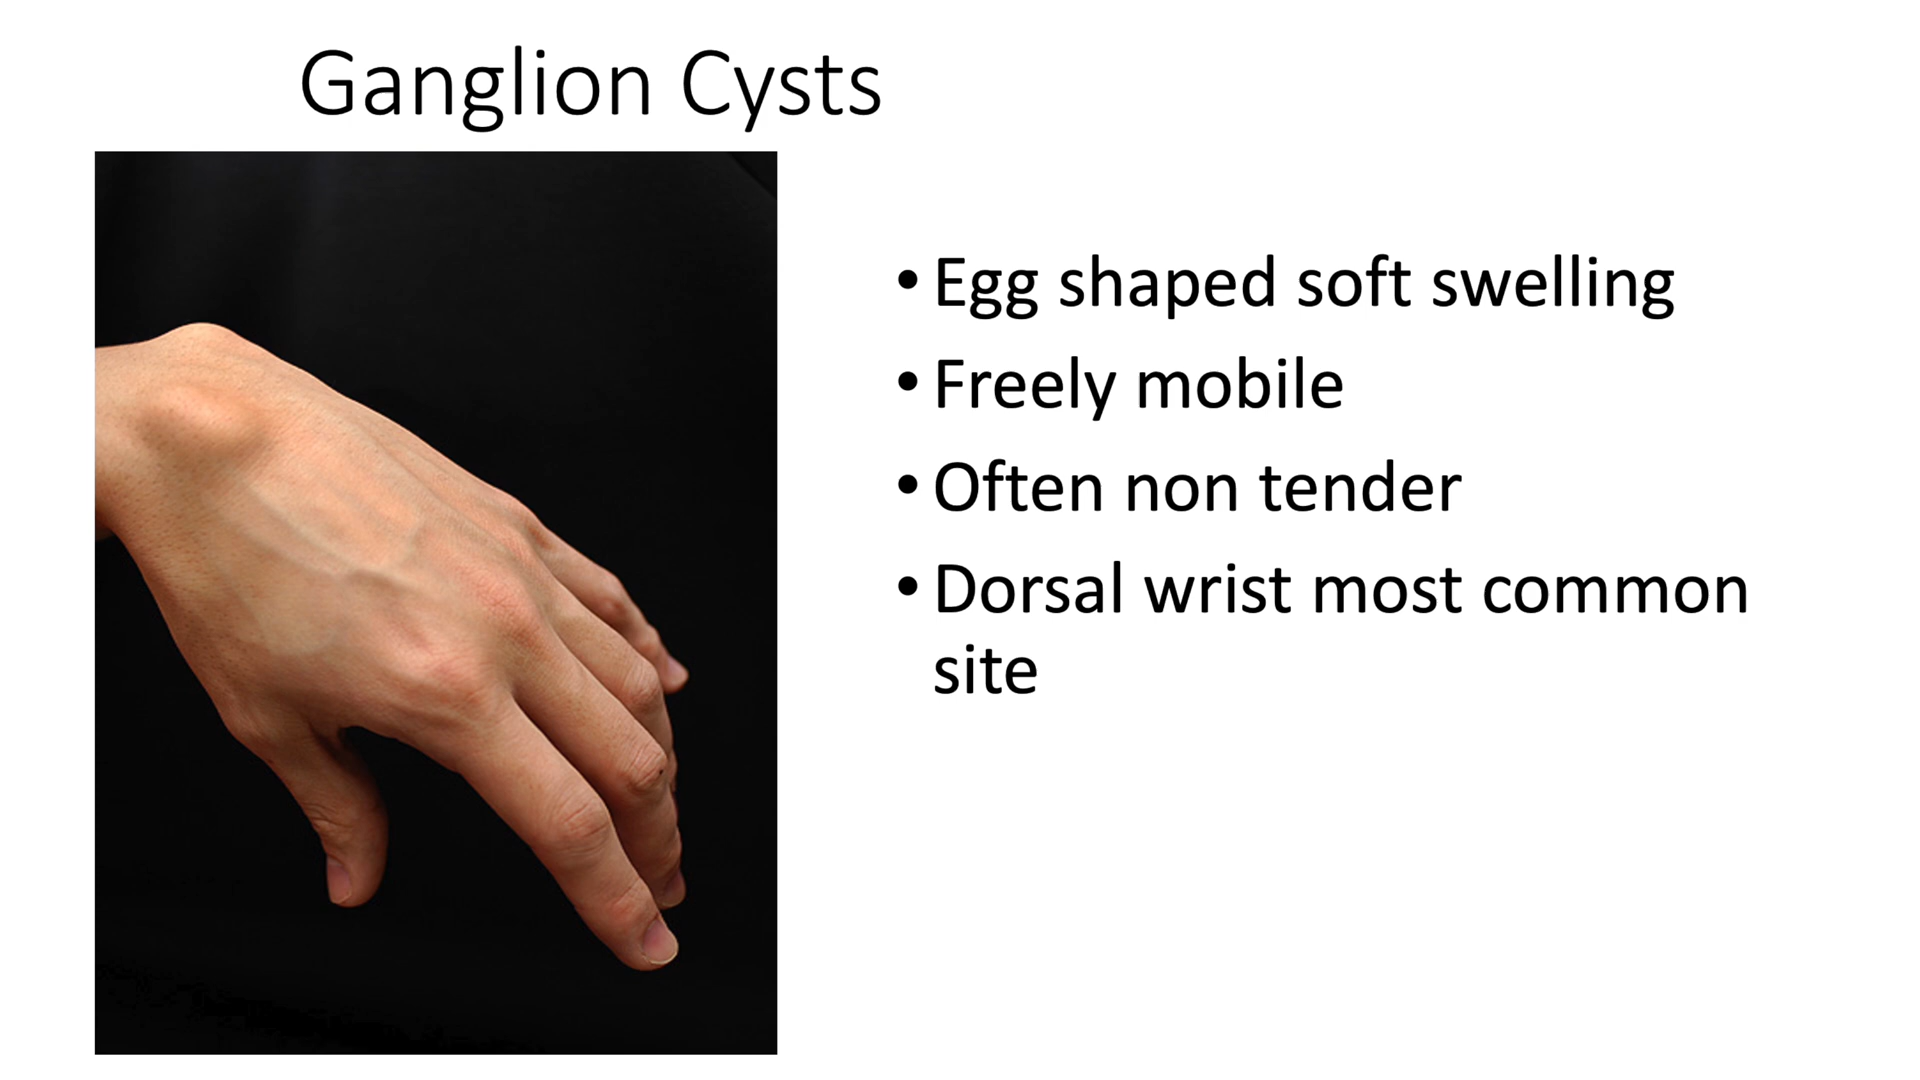 Ganglion Cysts
• Egg shaped soft swelling
• Freely mobile
• Often non tender
• Dorsal wrist most common
site